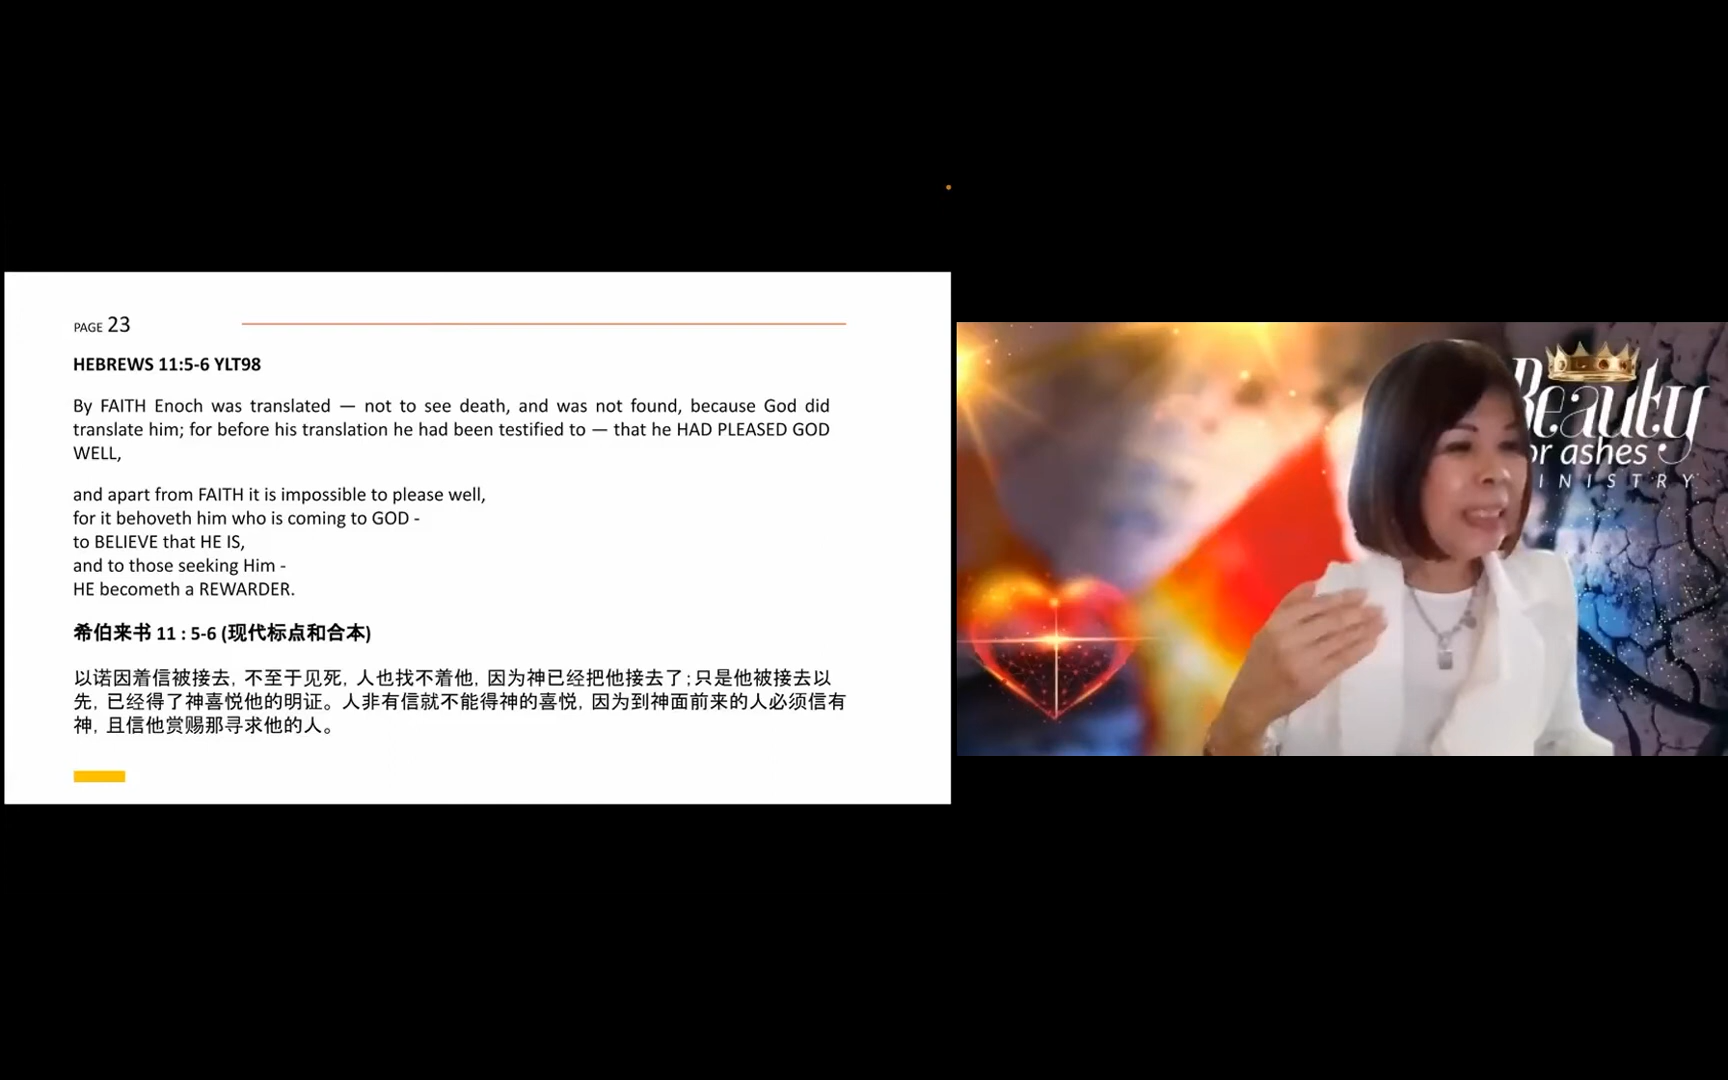 PAGE 23
HEBREWS 11:5-6 YLT98
By FAITH Enoch was translated — not to see death, and was not found, because God did
translate him; for before his translation he had been testified to — that he HAD PLEASED GOD
WELL,
and apart from FAITH it is impossible to please well,
for it behoveth him who is coming to GOD -
to BELIEVE that HE IS,
and to those seeking Him -
HE becometh a REWARDER.
希伯来书 11 : 5-6 (现代标点和合本)
以诺因着信被接去, 不至于见死, 人也找不着他, 因为神已经把他接去了;只是他被接去以
先, 已经得了神喜悦他的明证。人非有信就不能得神的喜悦, 因为到神面前来的人必须信有
神, 且信他赏赐那寻求他的人。
Beauty
or ashes
INISTRY